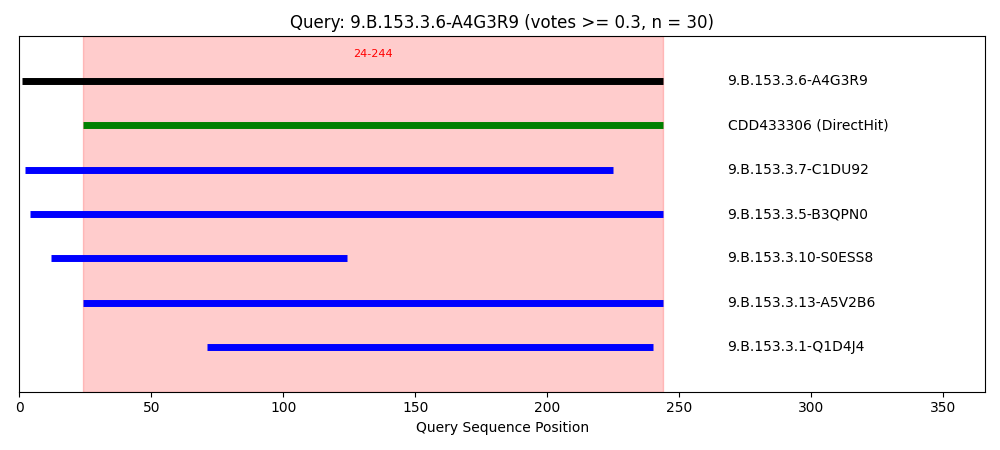 Query: 9.B.153.3.6-A4G3R9 (votes >= 0.3, n = 30)
24-244
9.B.153.3.6-A4G3R9
CDD433306 (DirectHit)
9.B.153.3.7-C1DU92
9.B.153.3.5-B3QPN0
9.B.153.3.10-S0ESS8
9.B.153.3.13-A5V2B6
9.B.153.3.1-Q1D4J4
0 50 100 150 200 250 300 350
Query Sequence Position